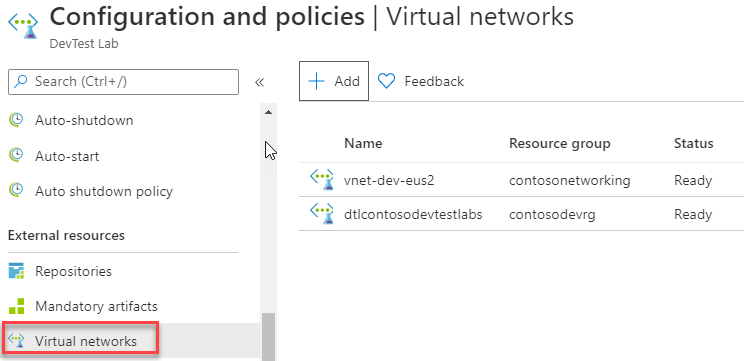 Configuration and policies | Virtual networks
DevTest Lab
Search (Ctrl+/)
«
Auto-shutdown
Auto-start
Auto shutdown policy
External resources
Repositories
Mandatory artifacts
Virtual networks
Add
Feedback
Name Resource group Status
vnet-dev-eus2 contosonetworking Ready
dtlcontosodevtestlabs contosodevrg Ready